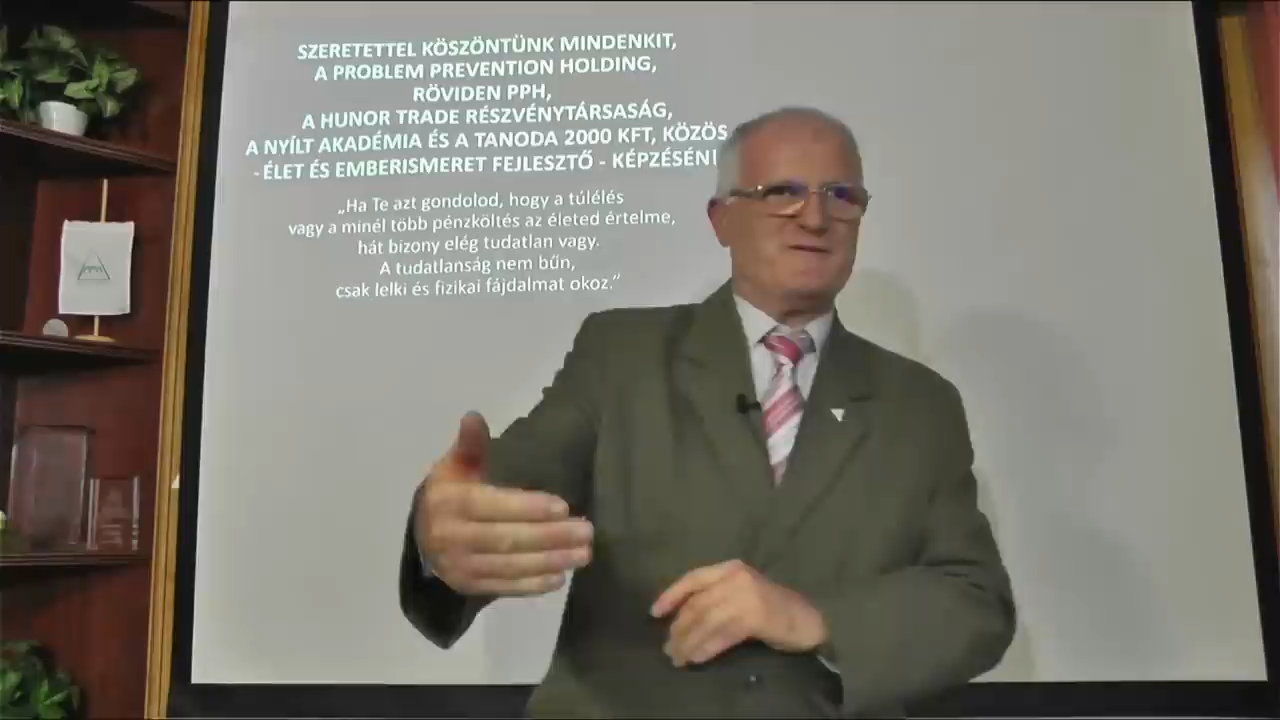 SZERETETTEL KÖSZÖNTÜNK MINDENKIT,
A PROBLEM PREVENTION HOLDING,
RÖVIDEN PPH,
A HUNOR TRADE RÉSZVÉNYTÁRSASÁG,
A NYÍLT AKADÉMIA ÉS A TANODA 2000 KFT, KÖZÖS
- ÉLET ÉS EMBERISMERET FEJLESZTŐ - KÉPZÉSÉN!
„Ha Te azt gondolod, hogy a túlélés
vagy a minél több pénzköltés az életed értelme,
hát bizony elég tudatlan vagy.
A tudatlanság nem bűn,
csak lelki és fizikai fájdalmat okoz.”